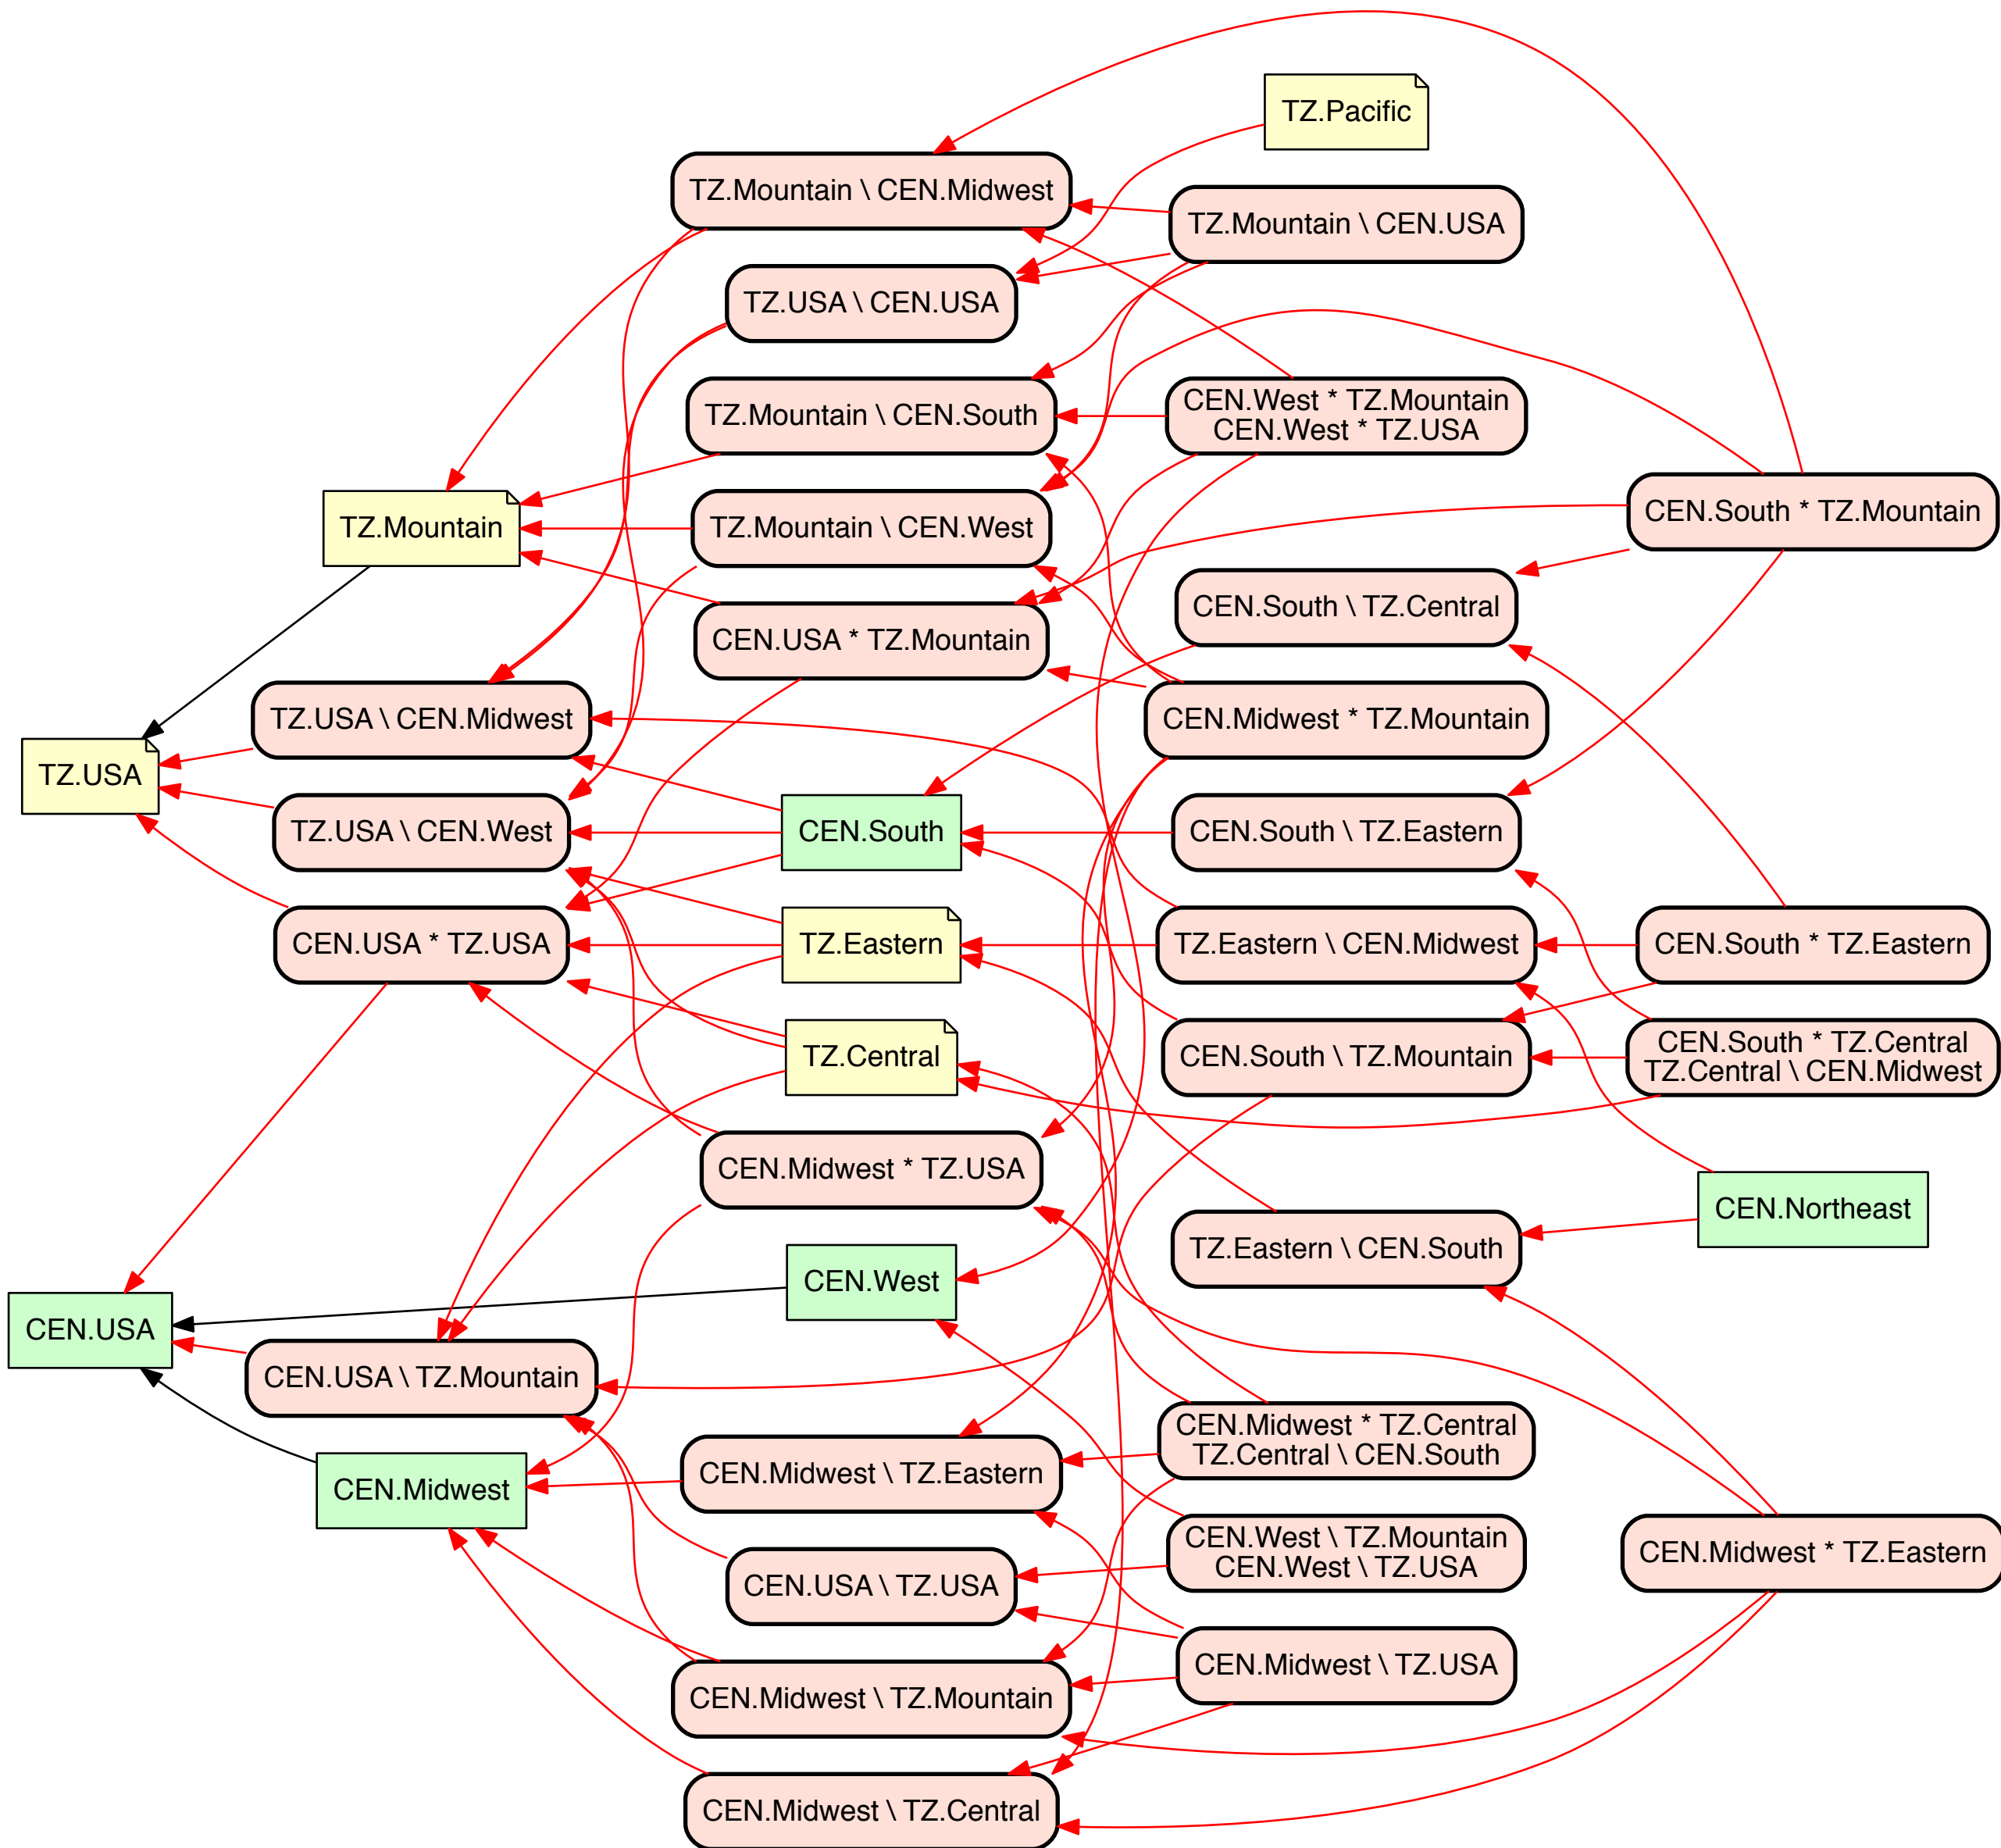 TZ.Pacific
TZ.Mountain \ CEN.Midwest
TZ.Mountain \ CEN.USA
TZ.USA \ CEN.USA
TZ.Mountain \ CEN.South
CEN.West * TZ.Mountain
CEN.West * TZ.USA
CEN.South * TZ.Mountain
TZ.Mountain
TZ.Mountain \ CEN.West
CEN.South \ TZ.Central
CEN.USA * TZ.Mountain
TZ.USA \ CEN.Midwest
CEN.Midwest * TZ.Mountain
TZ.USA
TZ.USA \ CEN.West
CEN.South
CEN.South \ TZ.Eastern
CEN.USA * TZ.USA
TZ.Eastern
TZ.Eastern \ CEN.Midwest
CEN.South * TZ.Eastern
TZ.Central
CEN.South \ TZ.Mountain
CEN.South * TZ.Central
TZ.Central \ CEN.Midwest
CEN.Midwest * TZ.USA
CEN.Northeast
TZ.Eastern \ CEN.South
CEN.West
CEN.USA
CEN.USA \ TZ.Mountain
CEN.Midwest * TZ.Central
TZ.Central \ CEN.South
CEN.Midwest
CEN.Midwest \ TZ.Eastern
CEN.West \ TZ.Mountain
CEN.West \ TZ.USA
CEN.Midwest * TZ.Eastern
CEN.USA \ TZ.USA
CEN.Midwest \ TZ.USA
CEN.Midwest \ TZ.Mountain
CEN.Midwest \ TZ.Central